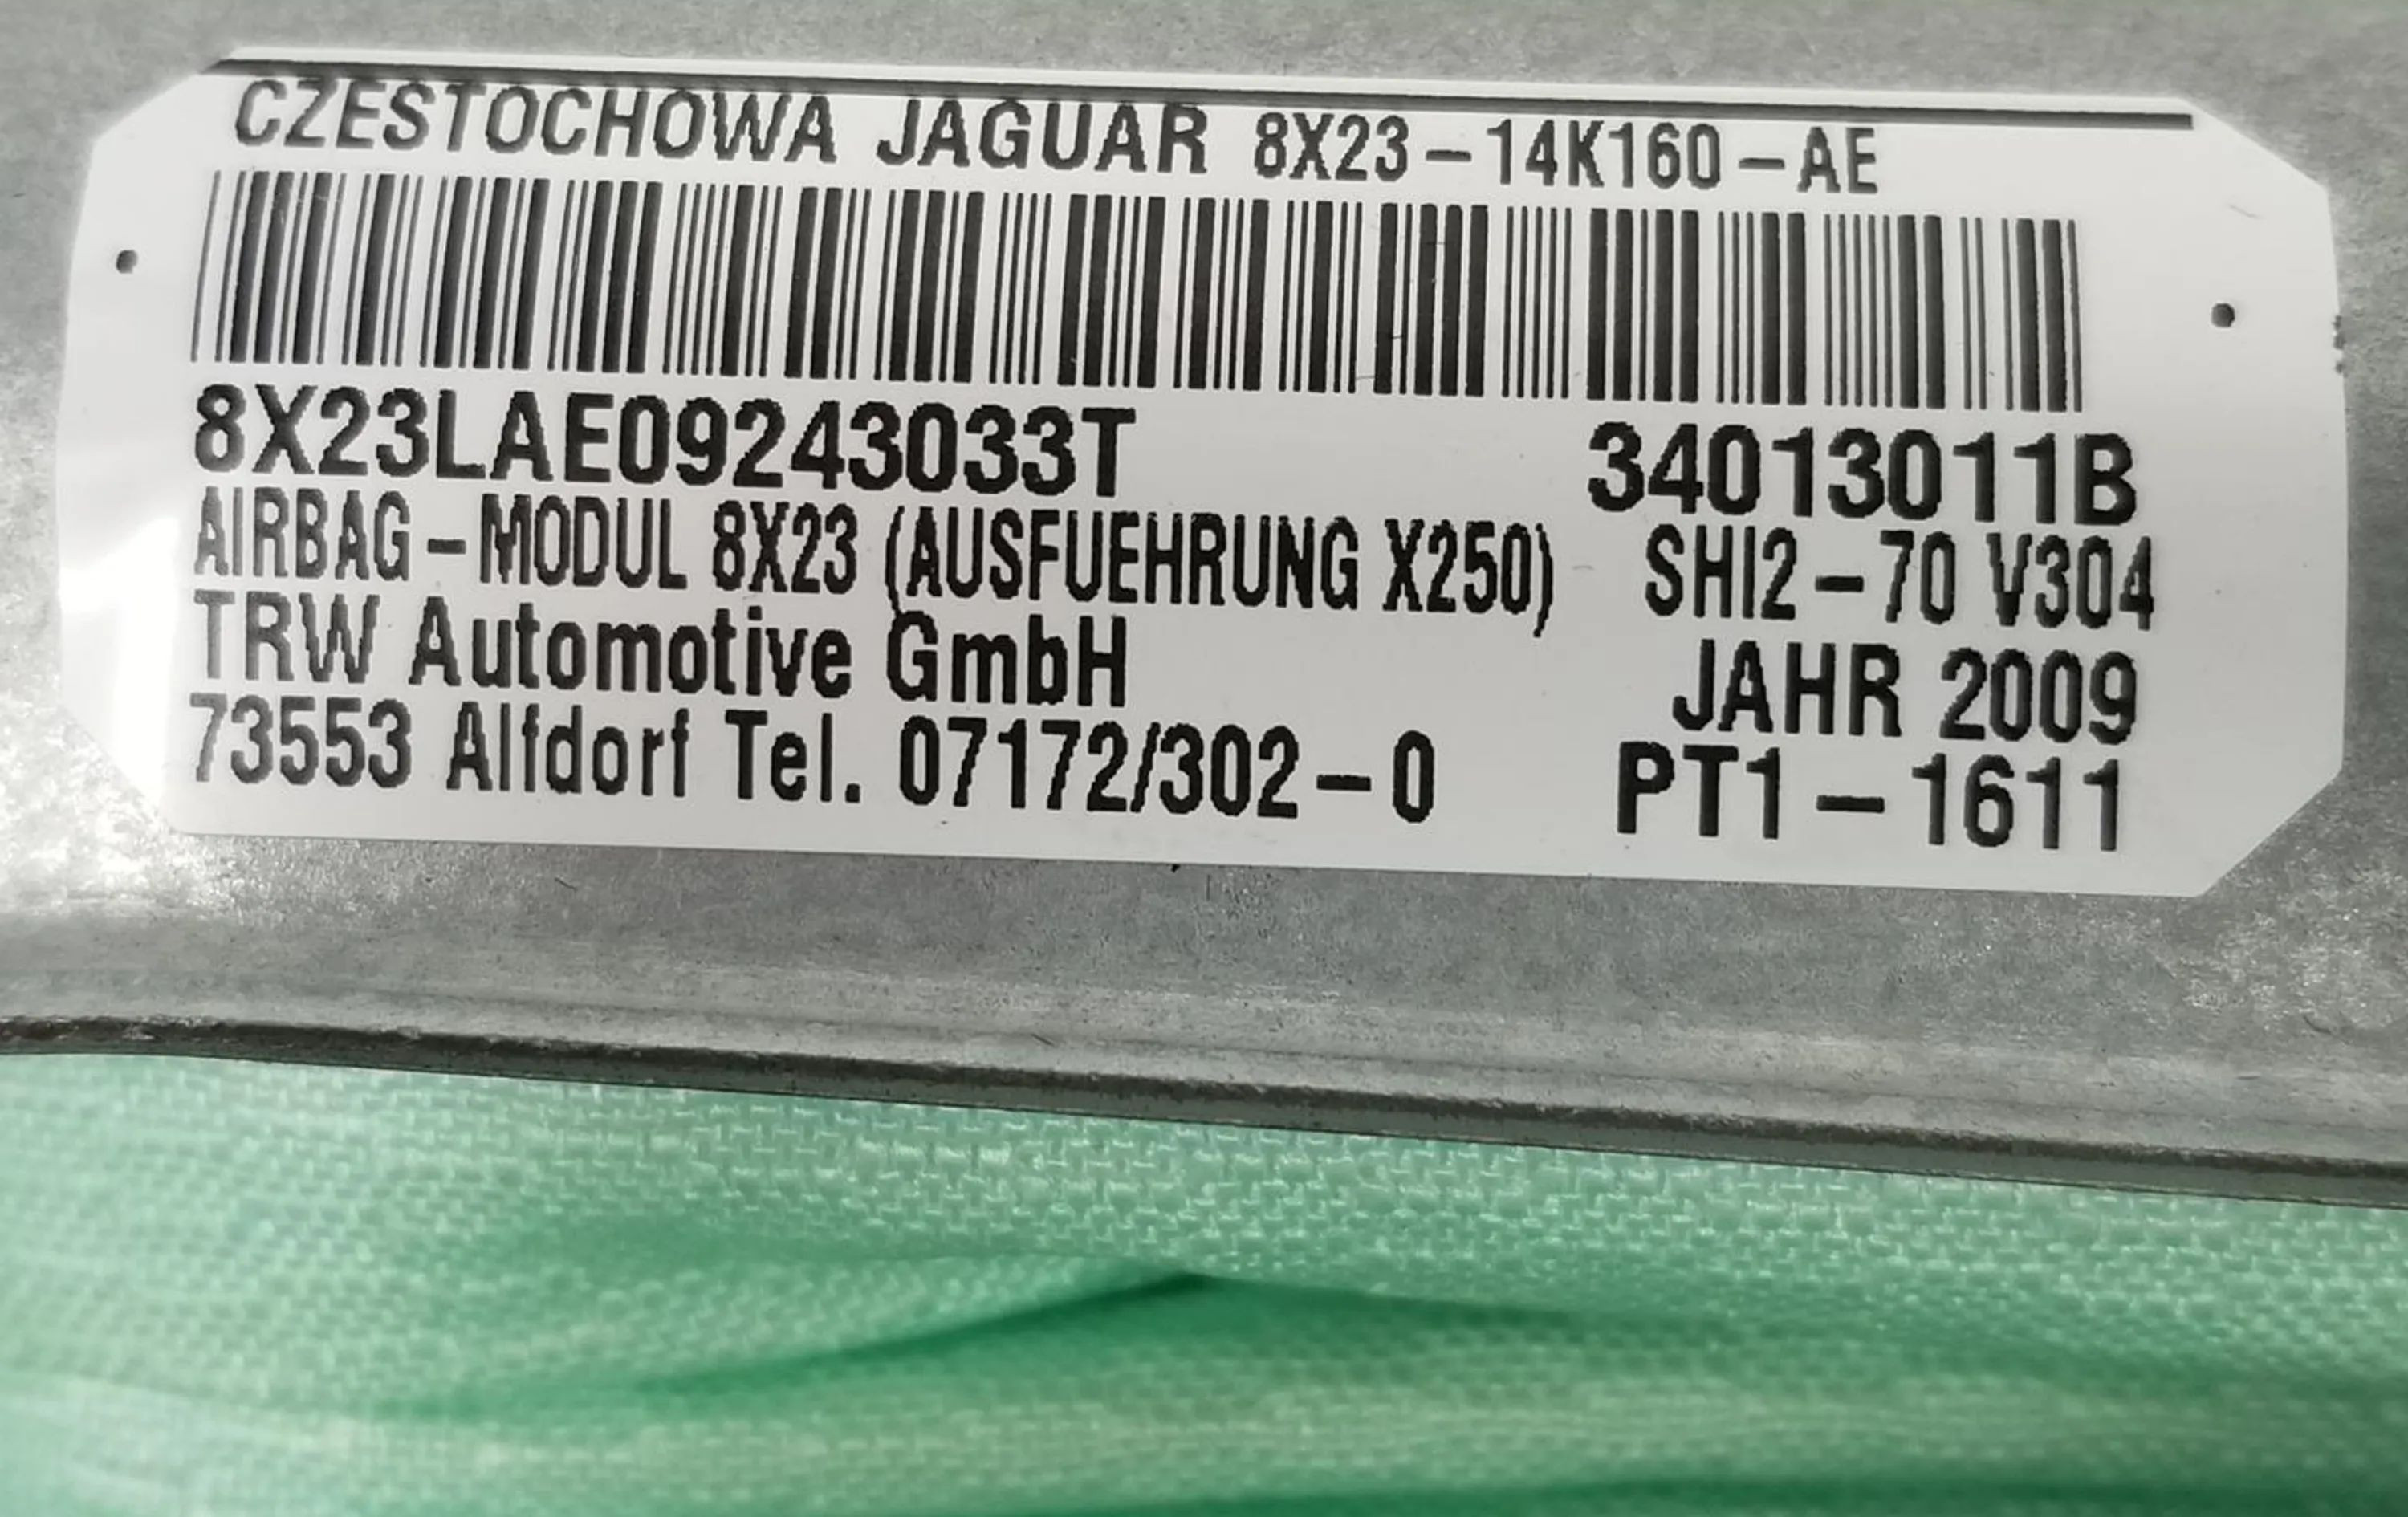 CZESTOCHOWA JAGUAR 8X23-14K160-AE
8X23LAE09243033T 34013011B
AIRBAG-MODUL 8X23 (AUSFUEHRUNG X250) SHI2-70 V304
TRW Automotive GmbH JAHR 2009
73553 Alfdorf Tel. 07172/302-0 PT1-1611